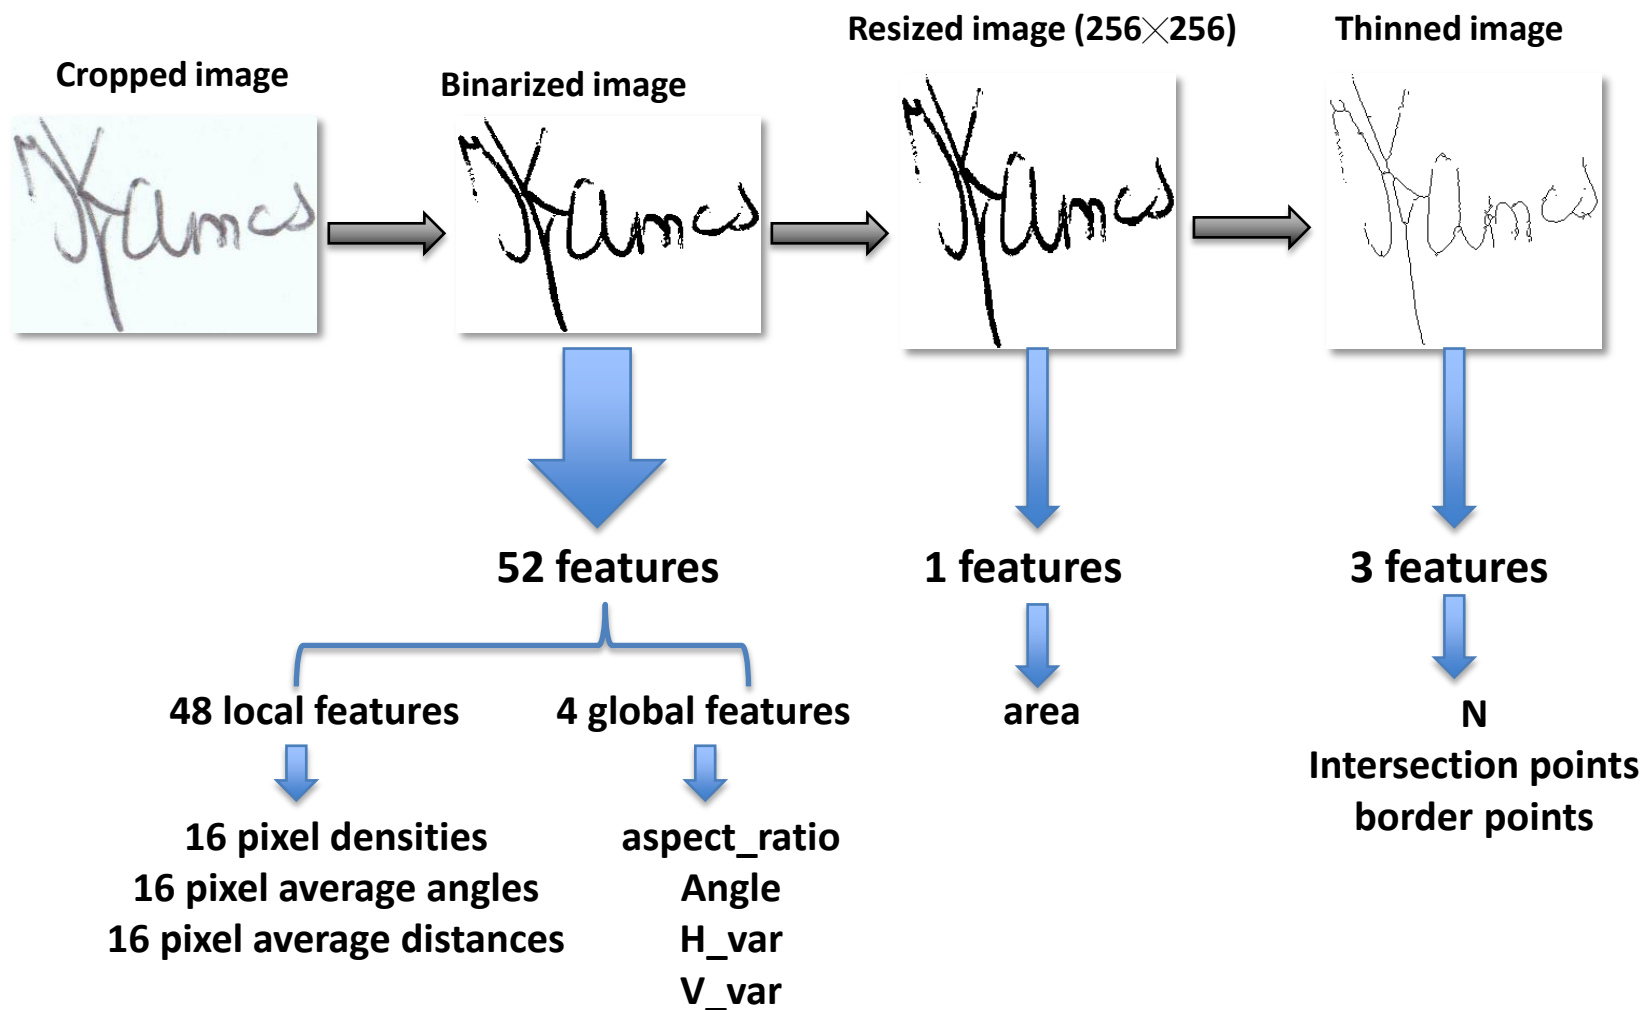 Resized image (256×256)
Thinned image
Cropped image
Binarized image
52 features
1 features
3 features
48 local features
4 global features
area
N
Intersection points
border points
16 pixel densities
16 pixel average angles
16 pixel average distances
aspect_ratio
Angle
H_var
V_var